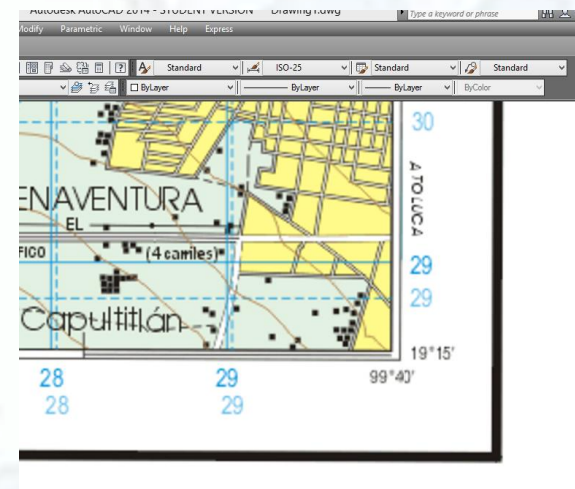 Autodesk AutoCAD 2014 - STUDENT VERSION Drawing1.dwg
Type a keyword or phrase
Modify Parametric Window Help Express
Standard ISO-25 Standard Standard
ByLayer ByLayer ByLayer ByColor
30
A TOLUCA
ENAVENTURA
EL
FICO
(4 carriles)
29
29
Capultitlán
19°15'
28 29 99°40'
28 29